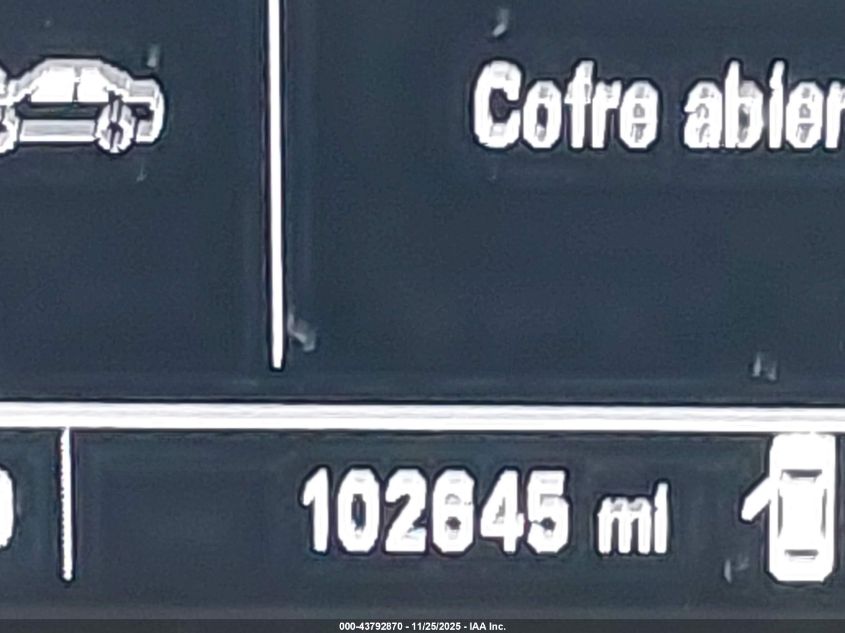 Cofre abier
102645 mi
000-43792870 - 11/25/2025 - IAA Inc.